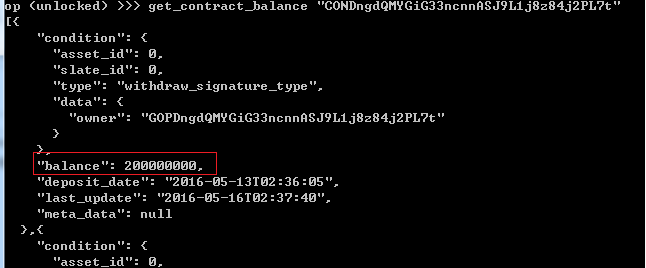 op (unlocked) >>> get_contract_balance "CONDngdQMYGiG33ncnnASJ9L1j8z84j2PL7t"
[{
"condition": {
"asset_id": 0,
"slate_id": 0,
"type": "withdraw_signature_type",
"data": {
"owner": "GOPDngdQMYGiG33ncnnASJ9L1j8z84j2PL7t"
}
},
"balance": 200000000,
"deposit_date": "2016-05-13T02:36:05",
"last_update": "2016-05-16T02:37:40",
"meta_data": null
},{
"condition": {
"asset_id": 0,